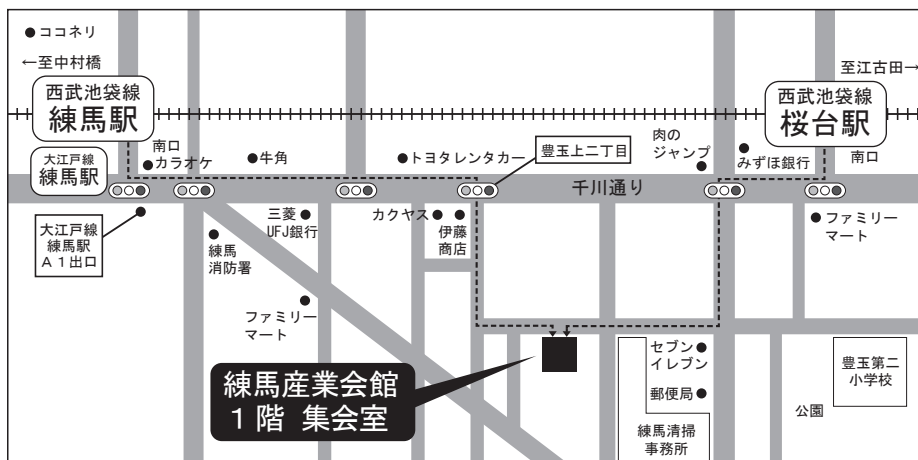 ココネリ
←至中村橋
至江古田→
西武池袋線
練馬駅
西武池袋線
桜台駅
大江戸線
練馬駅
南口
カラオケ
牛角
トヨタレンタカー
豊玉上二丁目
肉の
ジャンプ
みずほ銀行
南口
千川通り
大江戸線
練馬駅
A1出口
練馬
消防署
三菱
UFJ銀行
カクヤス
伊藤
商店
ファミリー
マート
ファミリー
マート
練馬産業会館
1階 集会室
セブン
イレブン
郵便局
練馬清掃
事務所
豊玉第二
小学校
公園